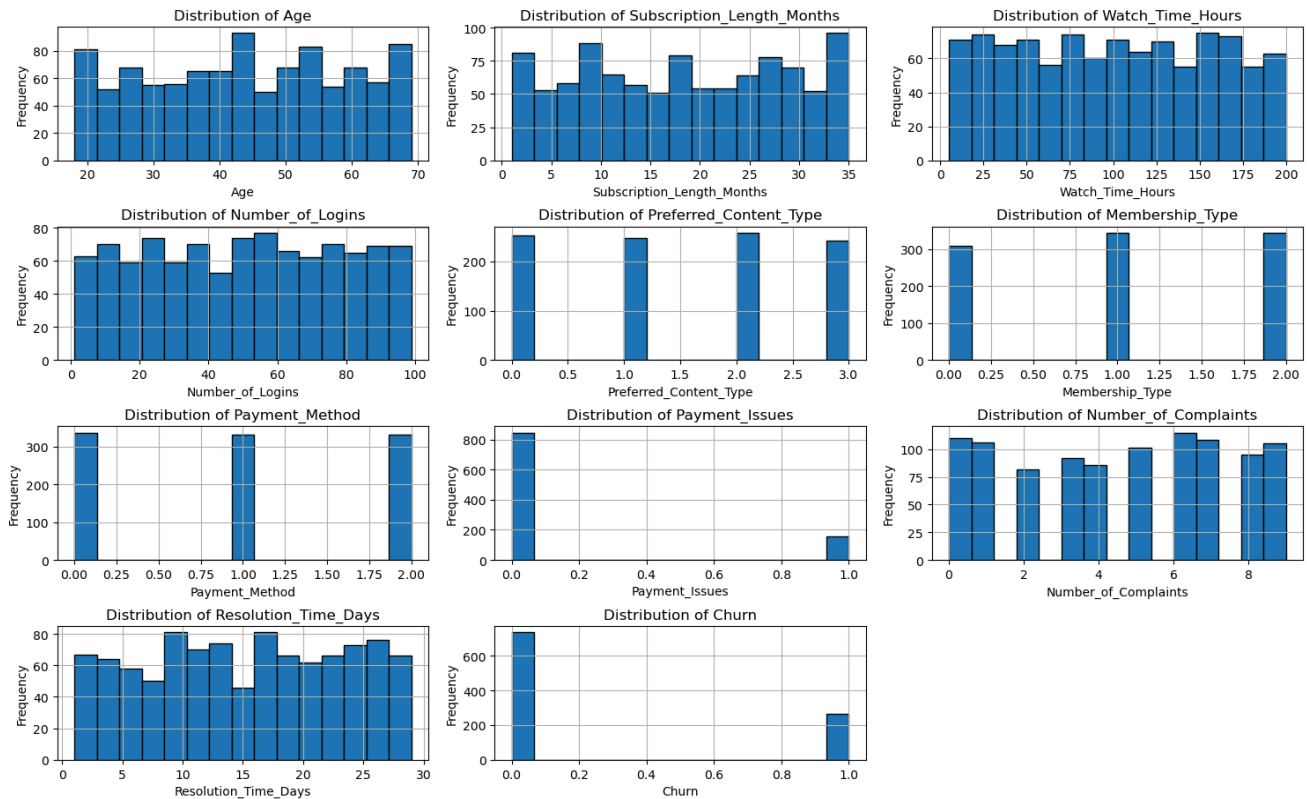 Distribution of Age
Frequency
80
60
40
20
0
20 30 40 50 60 70
Age
Distribution of Subscription_Length_Months
Frequency
100
75
50
25
0
0 5 10 15 20 25 30 35
Subscription_Length_Months
Distribution of Watch_Time_Hours
Frequency
60
40
20
0
0 25 50 75 100 125 150 175 200
Watch_Time_Hours
Distribution of Number_of_Logins
Frequency
80
60
40
20
0
0 20 40 60 80 100
Number_of_Logins
Distribution of Preferred_Content_Type
Frequency
200
100
0
0.0 0.5 1.0 1.5 2.0 2.5 3.0
Preferred_Content_Type
Distribution of Membership_Type
Frequency
300
200
100
0
0.00 0.25 0.50 0.75 1.00 1.25 1.50 1.75 2.00
Membership_Type
Distribution of Payment_Method
Frequency
300
200
100
0
0.00 0.25 0.50 0.75 1.00 1.25 1.50 1.75 2.00
Payment_Method
Distribution of Payment_Issues
Frequency
800
600
400
200
0
0.0 0.2 0.4 0.6 0.8 1.0
Payment_Issues
Distribution of Number_of_Complaints
Frequency
100
75
50
25
0
0 2 4 6 8
Number_of_Complaints
Distribution of Resolution_Time_Days
Frequency
80
60
40
20
0
0 5 10 15 20 25 30
Resolution_Time_Days
Distribution of Churn
Frequency
600
400
200
0
0.0 0.2 0.4 0.6 0.8 1.0
Churn